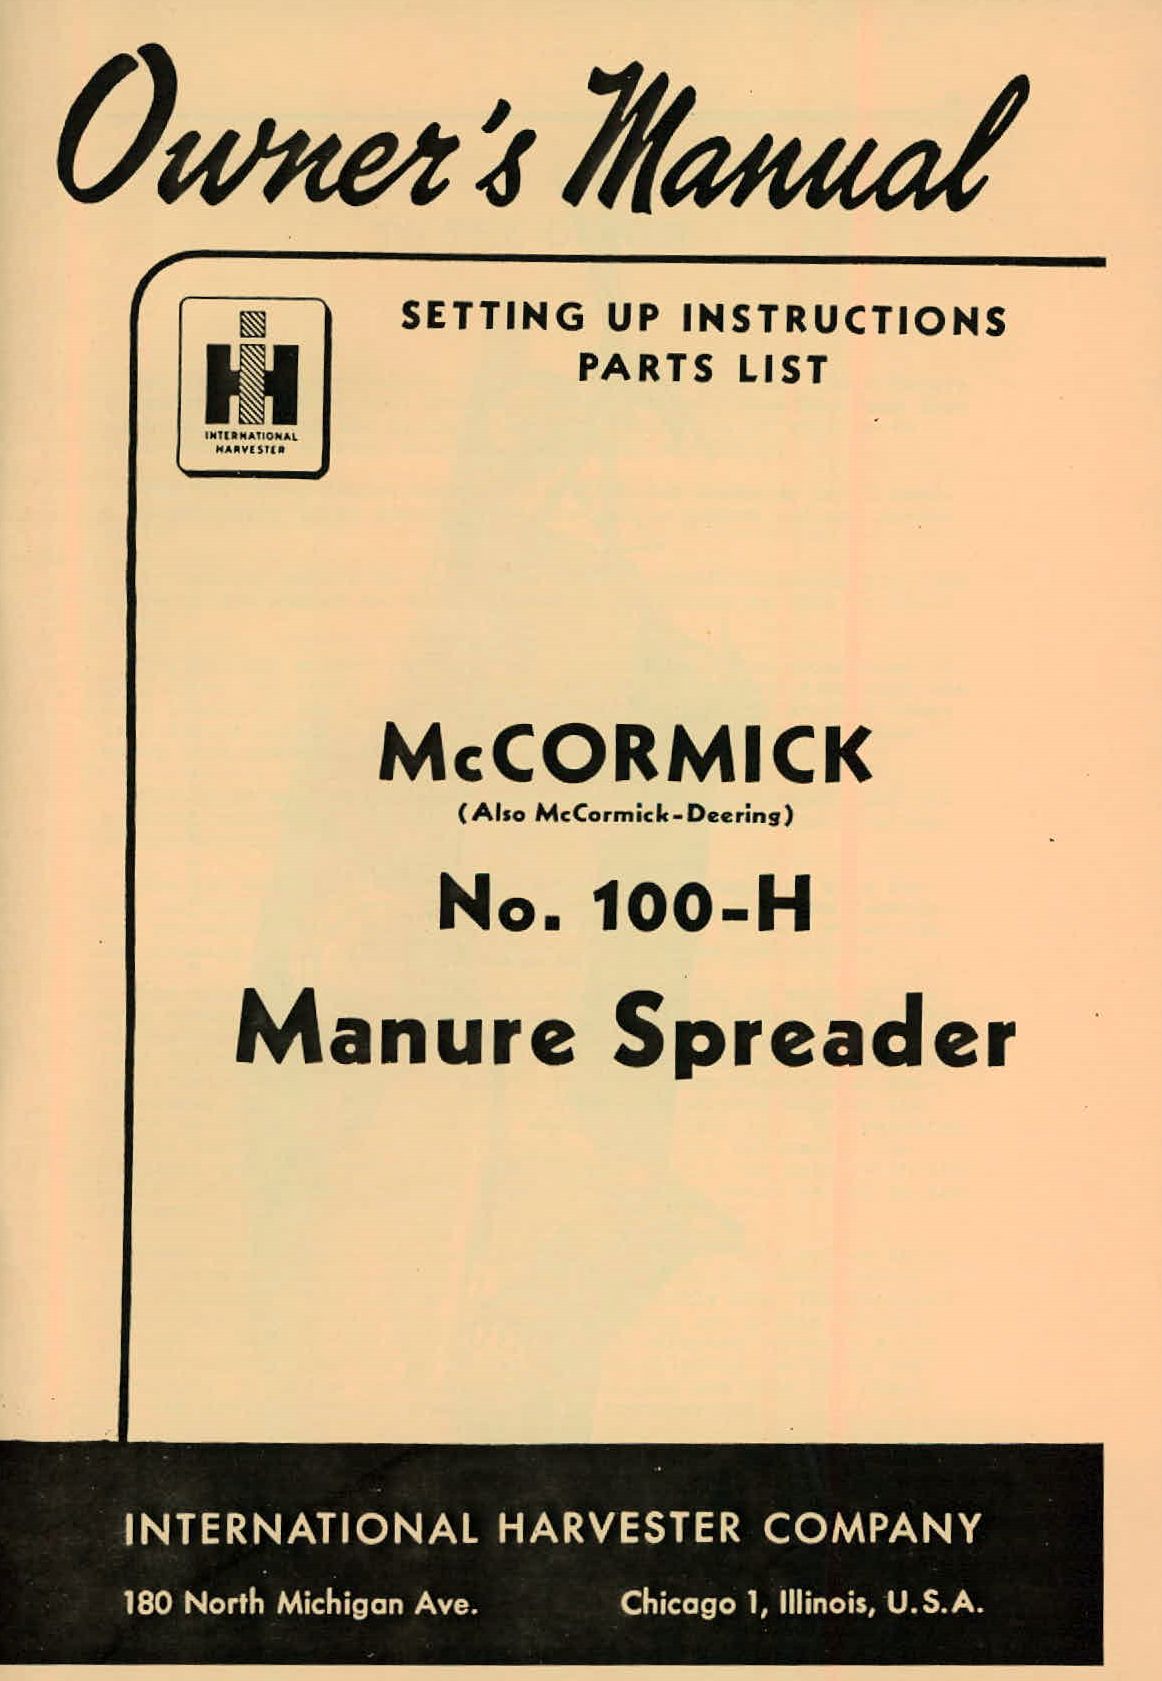 Owner's Manual
SETTING UP INSTRUCTIONS
PARTS LIST
IH
INTERNATIONAL
HARVESTER
McCORMICK
(Also McCormick-Deering)
No. 100-H
Manure Spreader
INTERNATIONAL HARVESTER COMPANY
180 North Michigan Ave. Chicago 1, Illinois, U.S.A.